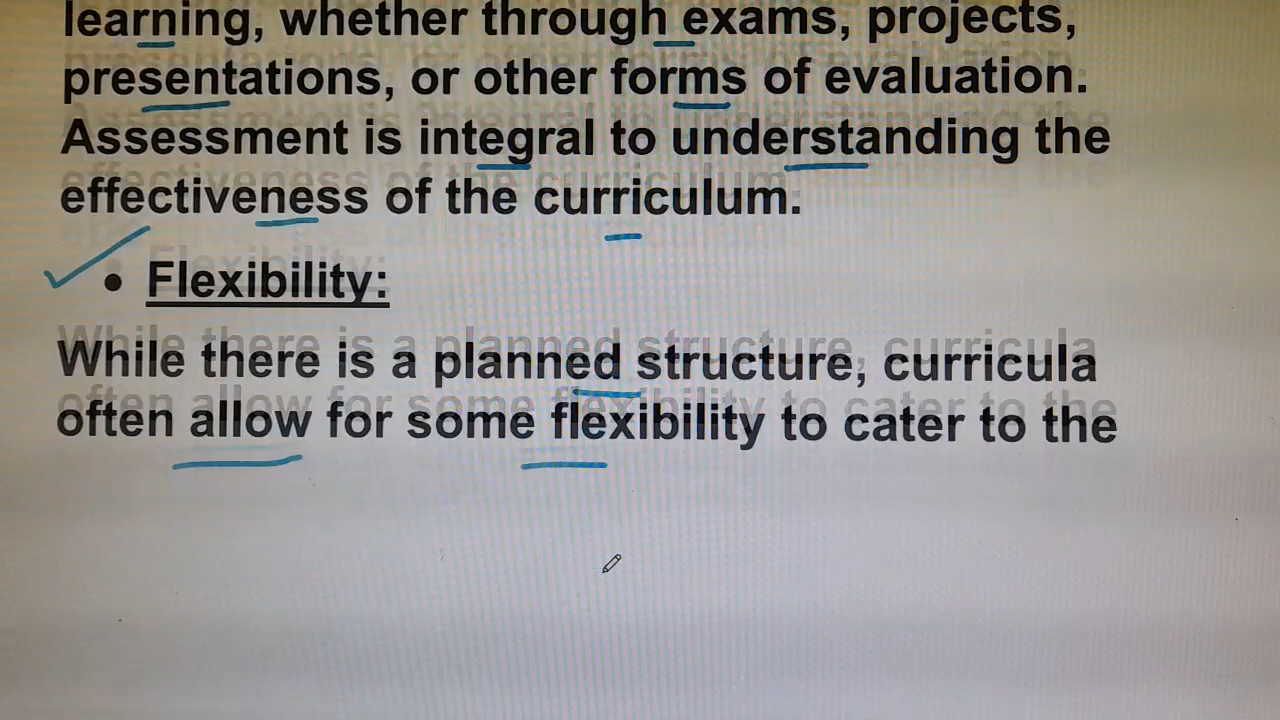 learning, whether through exams, projects,
presentations, or other forms of evaluation.
Assessment is integral to understanding the
effectiveness of the curriculum.
• Flexibility:
While there is a planned structure, curricula
often allow for some flexibility to cater to the